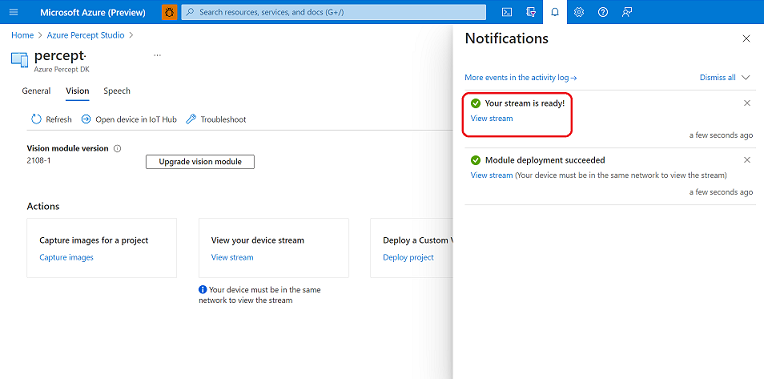 Microsoft Azure (Preview)
Search resources, services, and docs (G+/)
Home > Azure Percept Studio >
percept-
...
Azure Percept DK
General Vision Speech
Refresh Open device in IoT Hub Troubleshoot
Vision module version
2108-1 Upgrade vision module
Actions
Capture images for a project
Capture images
View your device stream
View stream
Your device must be in the same
network to view the stream
Deploy a Custom V
Deploy project
Notifications
More events in the activity log→ Dismiss all
Your stream is ready!
View stream
a few seconds ago
Module deployment succeeded
View stream (Your device must be in the same network to view the stream)
a few seconds ago